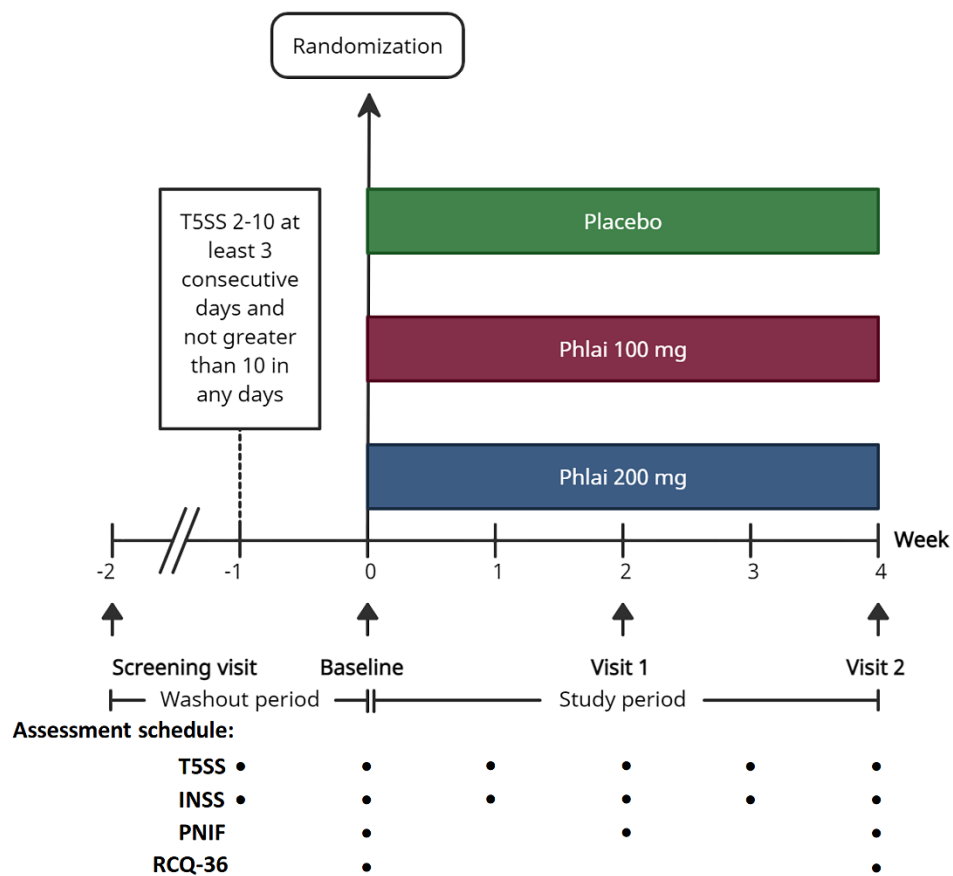 Randomization
T5SS 2-10 at
least 3
consecutive
days and
not greater
than 10 in
any days
Placebo
Phlai 100 mg
Phlai 200 mg
Week
-2 -1 0 1 2 3 4
Screening visit Baseline Visit 1 Visit 2
Washout period Study period
Assessment schedule:
T5SS
INSS
PNIF
RCQ-36